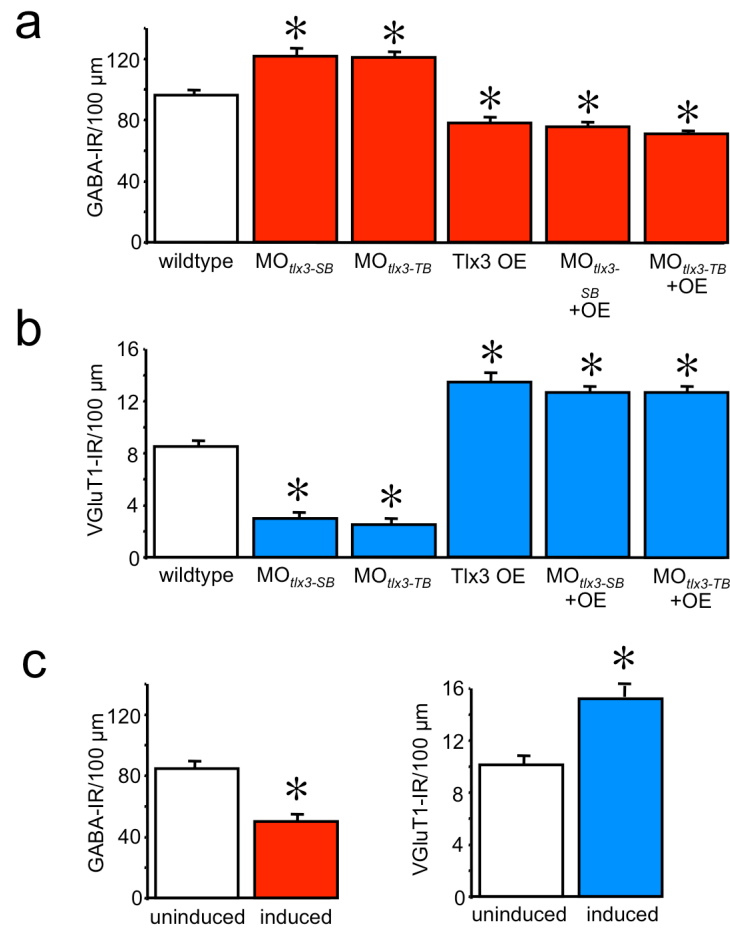 a
GABA-IR/100 µm
120
80
40
0
*
*
*
*
*
wildtype
MOtlx3-SB
MOtlx3-TB
Tlx3 OE
MOtlx3-
SB
+OE
MOtlx3-TB
+OE
b
VGluT1-IR/100 µm
16
12
8
4
0
*
*
*
*
*
wildtype
MOtlx3-SB
MOtlx3-TB
Tlx3 OE
MOtlx3-SB
+OE
MOtlx3-TB
+OE
c
GABA-IR/100 µm
120
80
40
0
*
uninduced
induced
VGluT1-IR/100 µm
16
12
8
4
0
*
uninduced
induced